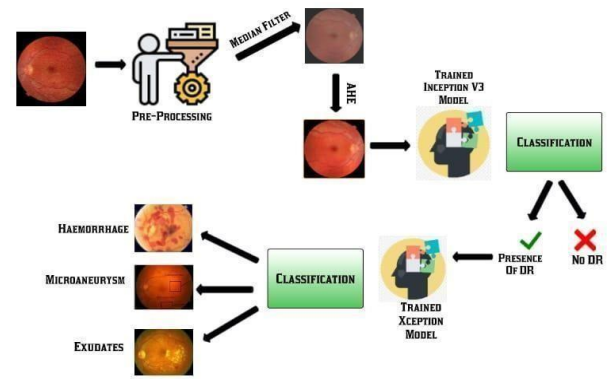 MEDIAN FILTER
PRE-PROCESSING
AHE
TRAINED
INCEPTION V3
MODEL
CLASSIFICATION
PRESENCE
OF DR
NO DR
TRAINED
XCEPTION
MODEL
CLASSIFICATION
HAEMORRHAGE
MICROANEURYSM
EXUDATES